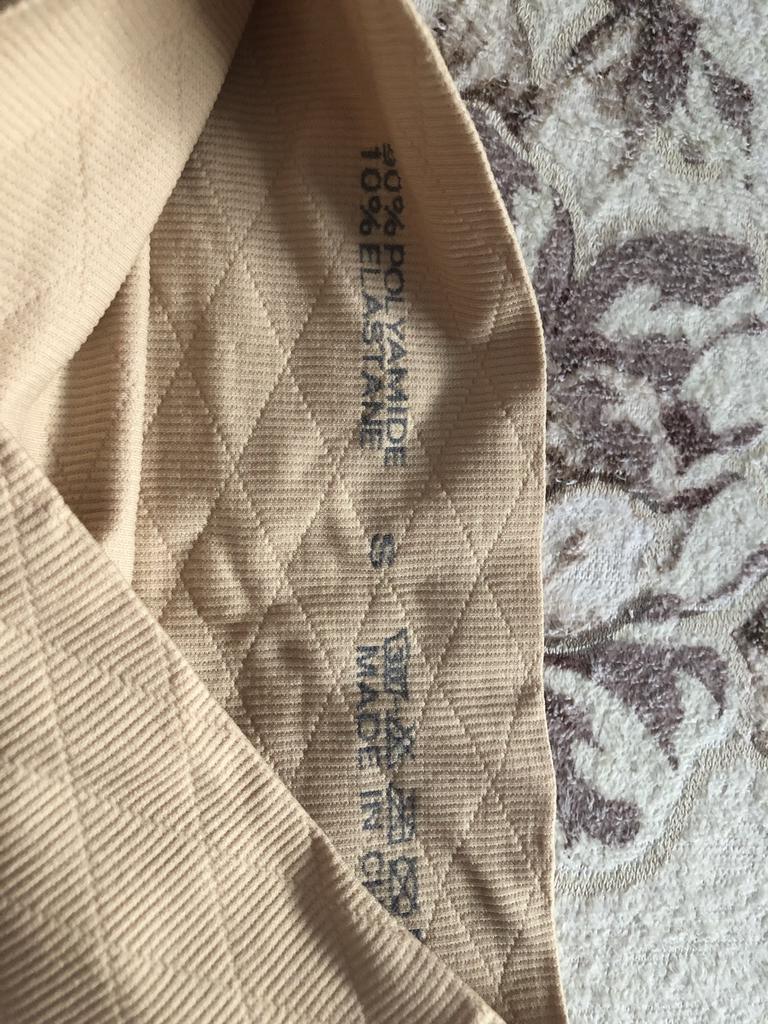 90% POLYAMIDE
10% ELASTANE
S
MADE IN